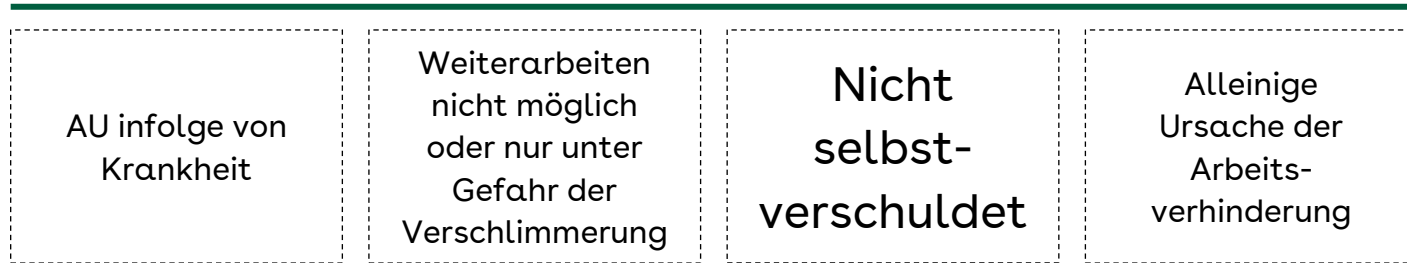 AU infolge von
Krankheit
Weiterarbeiten
nicht möglich
oder nur unter
Gefahr der
Verschlimmerung
Nicht
selbst-
verschuldet
Alleinige
Ursache der
Arbeits-
verhinderung